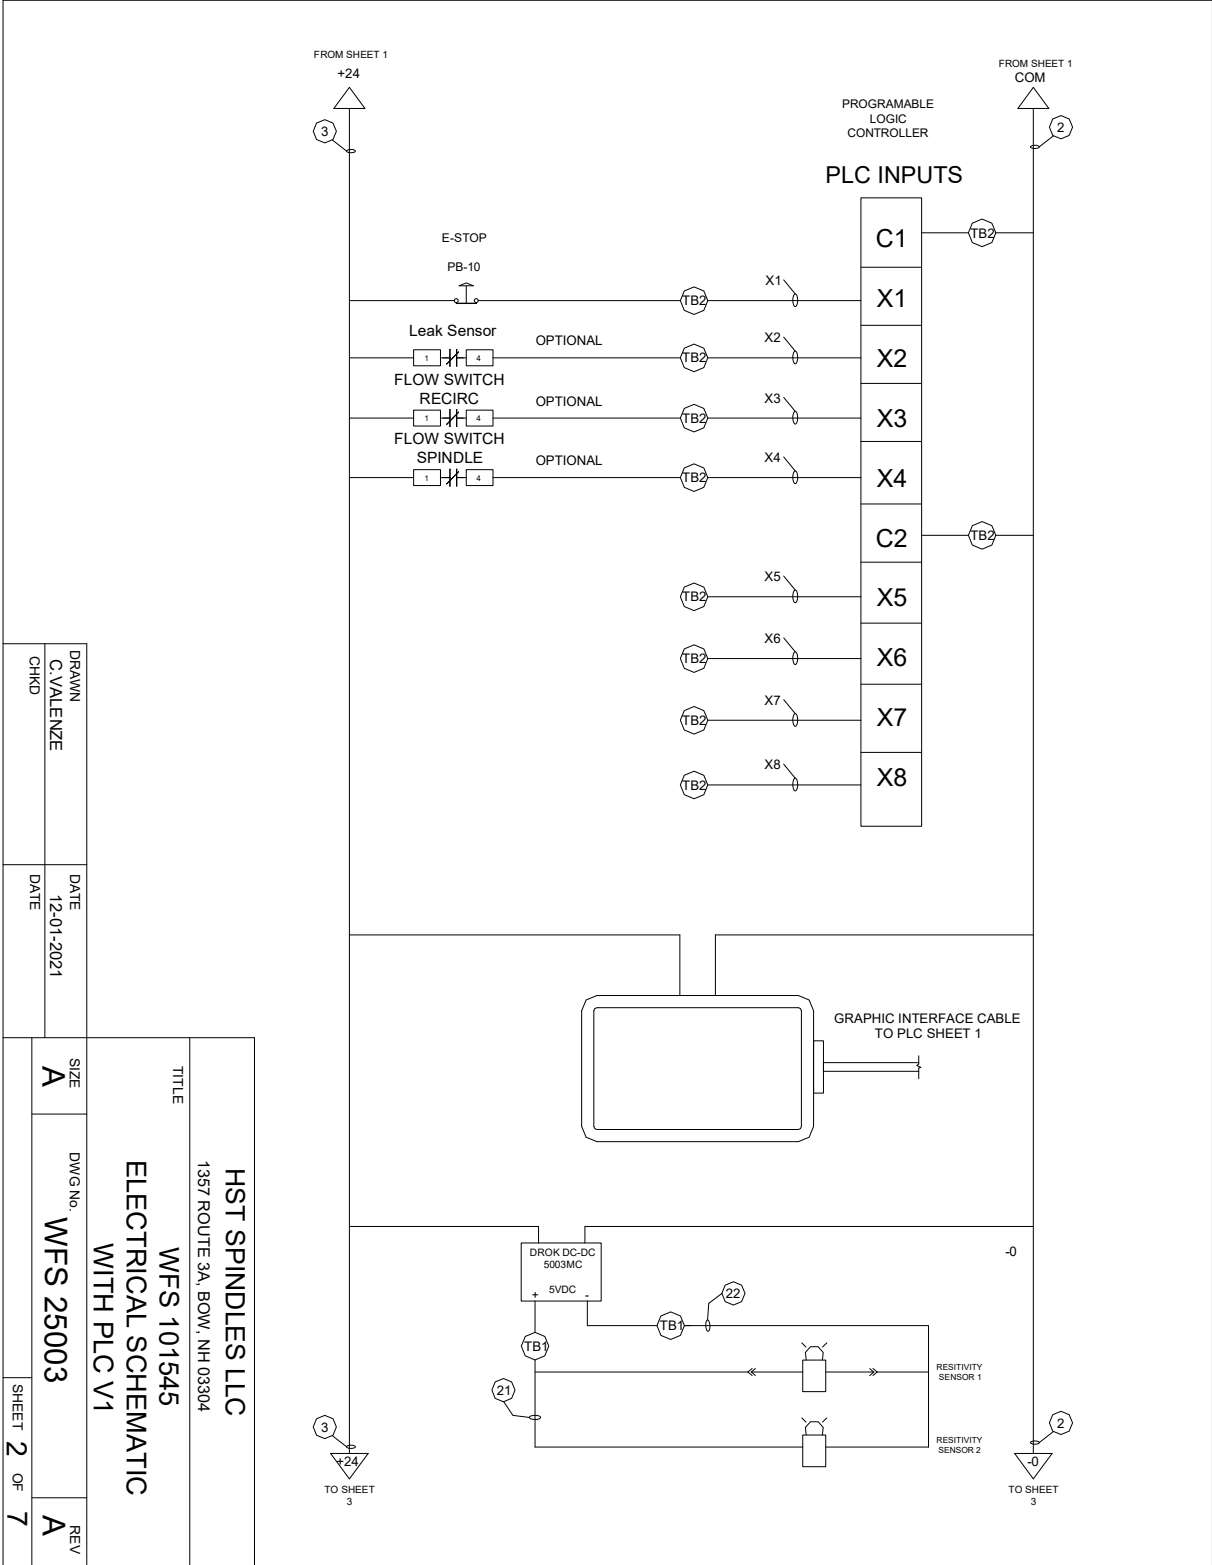 FROM SHEET 1
+24
3
FROM SHEET 1
COM
2
PROGRAMABLE
LOGIC
CONTROLLER
PLC INPUTS
C1
TB2
E-STOP
PB-10
TB2
X1
X1
Leak Sensor
1
4
OPTIONAL
TB2
X2
X2
FLOW SWITCH
RECIRC
1
4
OPTIONAL
TB2
X3
X3
FLOW SWITCH
SPINDLE
1
4
OPTIONAL
TB2
X4
X4
C2
TB2
TB2
X5
X5
TB2
X6
X6
TB2
X7
X7
TB2
X8
X8
GRAPHIC INTERFACE CABLE
TO PLC SHEET 1
DROK DC-DC
5003MC
5VDC
+
-
-0
22
TB1
TB1
RESITIVITY
SENSOR 1
21
RESITIVITY
SENSOR 2
3
+24
TO SHEET
3
2
-0
TO SHEET
3
HST SPINDLES LLC
1357 ROUTE 3A, BOW, NH 03304
TITLE
WFS 101545
ELECTRICAL SCHEMATIC
WITH PLC V1
DRAWN
C.VALENZE
DATE
12-01-2021
CHKD
DATE
SIZE
A
DWG No.
WFS 25003
REV
A
SHEET 2 OF 7